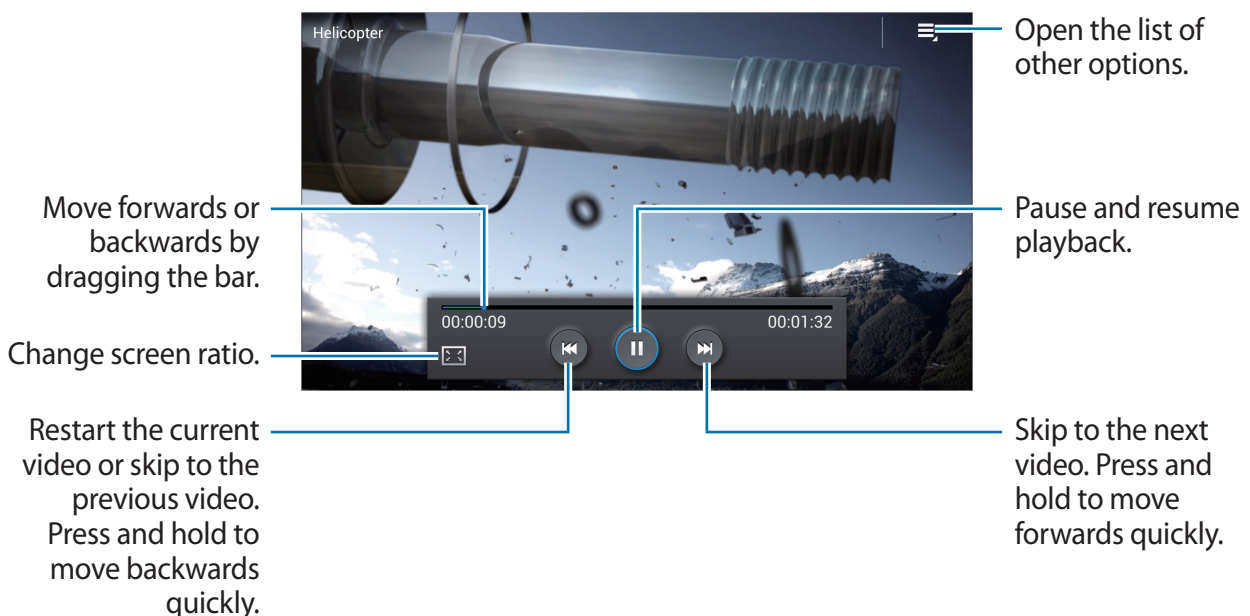 Helicopter
Open the list of
other options.
Move forwards or
backwards by
dragging the bar.
Pause and resume
playback.
00:00:09
00:01:32
Change screen ratio.
Restart the current
video or skip to the
previous video.
Press and hold to
move backwards
quickly.
Skip to the next
video. Press and
hold to move
forwards quickly.